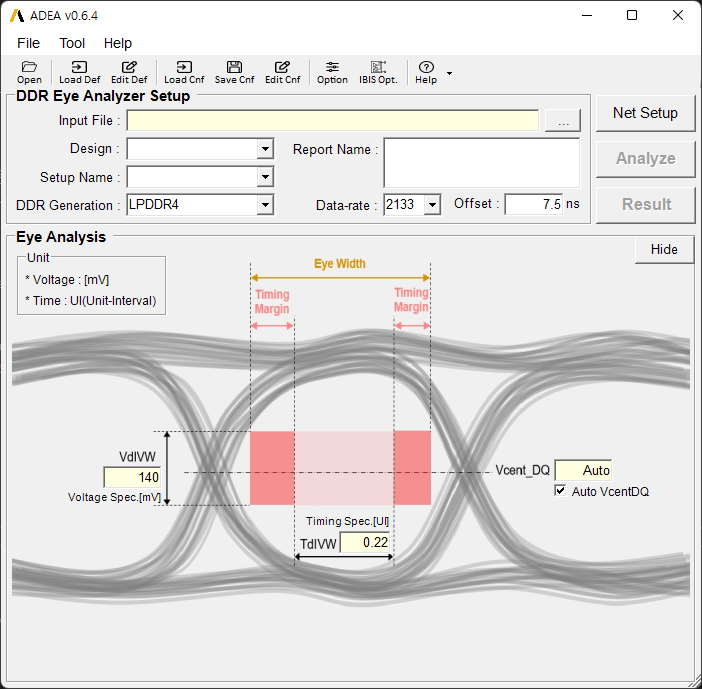 ADEA v0.6.4
File Tool Help
Open Load Def Edit Def Load Cnf Save Cnf Edit Cnf Option IBIS Opt. Help
DDR Eye Analyzer Setup
Input File : ...
Net Setup
Design : Report Name :
Analyze
Setup Name :
DDR Generation : LPDDR4 Data-rate : 2133 Offset : 7.5 ns
Result
Eye Analysis
Hide
Unit
* Voltage : [mV]
* Time : UI(Unit-Interval)
Eye Width
Timing Margin
Timing Margin
VdIVW
140
Voltage Spec.[mV]
Vcent_DQ Auto
Auto VcentDQ
Timing Spec.[UI]
TdIVW 0.22